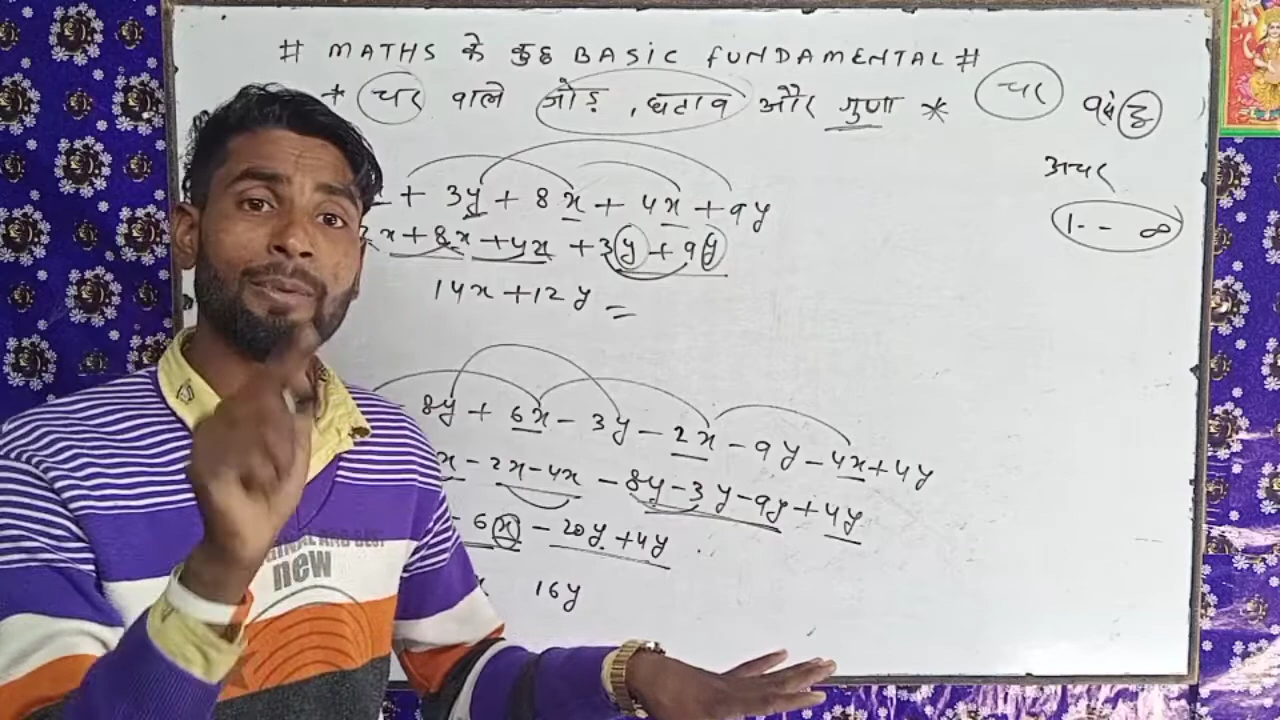 # MATHS के कुछ BASIC FUNDAMENTAL #
* चर वाले जोड़, घटाव और गुणा *
चर
अचर
1 -- ∞
+ 3y + 8x + 4x + 9y
x + 8x + 4x + 3y + 9y
14x + 12y =
8y + 6x - 3y - 2x - 9y - 4x + 4y
x - 2x - 4x - 8y - 3y - 9y + 4y
- 6x - 20y + 4y
16y
new